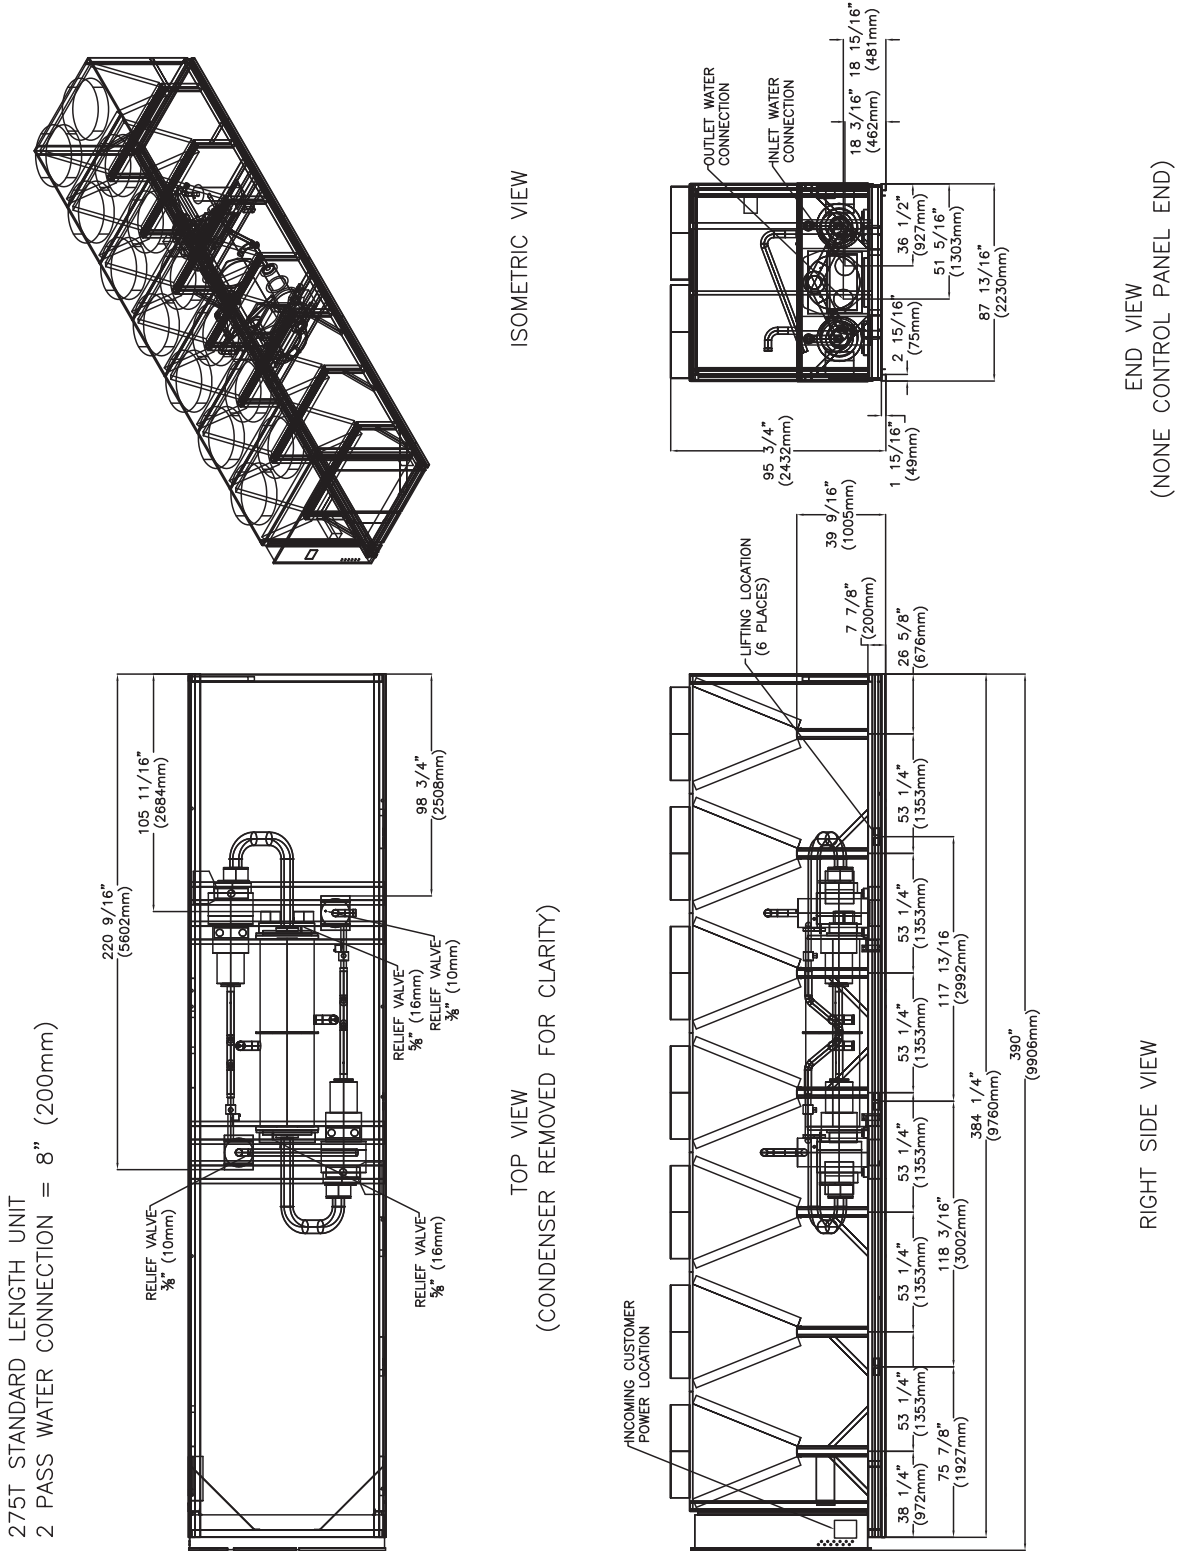 275T STANDARD LENGTH UNIT
2 PASS WATER CONNECTION = 8" (200mm)
220 9/16"
(5602mm)
105 11/16"
(2684mm)
RELIEF VALVE
3/8" (10mm)
RELIEF VALVE
5/8" (16mm)
RELIEF VALVE
5/8" (16mm)
RELIEF VALVE
3/8" (10mm)
98 3/4"
(2508mm)
TOP VIEW
(CONDENSER REMOVED FOR CLARITY)
ISOMETRIC VIEW
INCOMING CUSTOMER
POWER LOCATION
LIFTING LOCATION
(6 PLACES)
39 9/16"
(1005mm)
7 7/8"
(200mm)
38 1/4"
(972mm)
53 1/4"
(1353mm)
53 1/4"
(1353mm)
53 1/4"
(1353mm)
53 1/4"
(1353mm)
53 1/4"
(1353mm)
53 1/4"
(1353mm)
26 5/8"
(676mm)
75 7/8"
(1927mm)
118 3/16"
(3002mm)
117 13/16
(2992mm)
384 1/4"
(9760mm)
390"
(9906mm)
RIGHT SIDE VIEW
OUTLET WATER
CONNECTION
INLET WATER
CONNECTION
18 3/16"
(462mm)
18 15/16"
(481mm)
95 3/4"
(2432mm)
1 15/16"
(49mm)
2 15/16"
(75mm)
36 1/2"
(927mm)
51 5/16"
(1303mm)
87 13/16"
(2230mm)
END VIEW
(NONE CONTROL PANEL END)